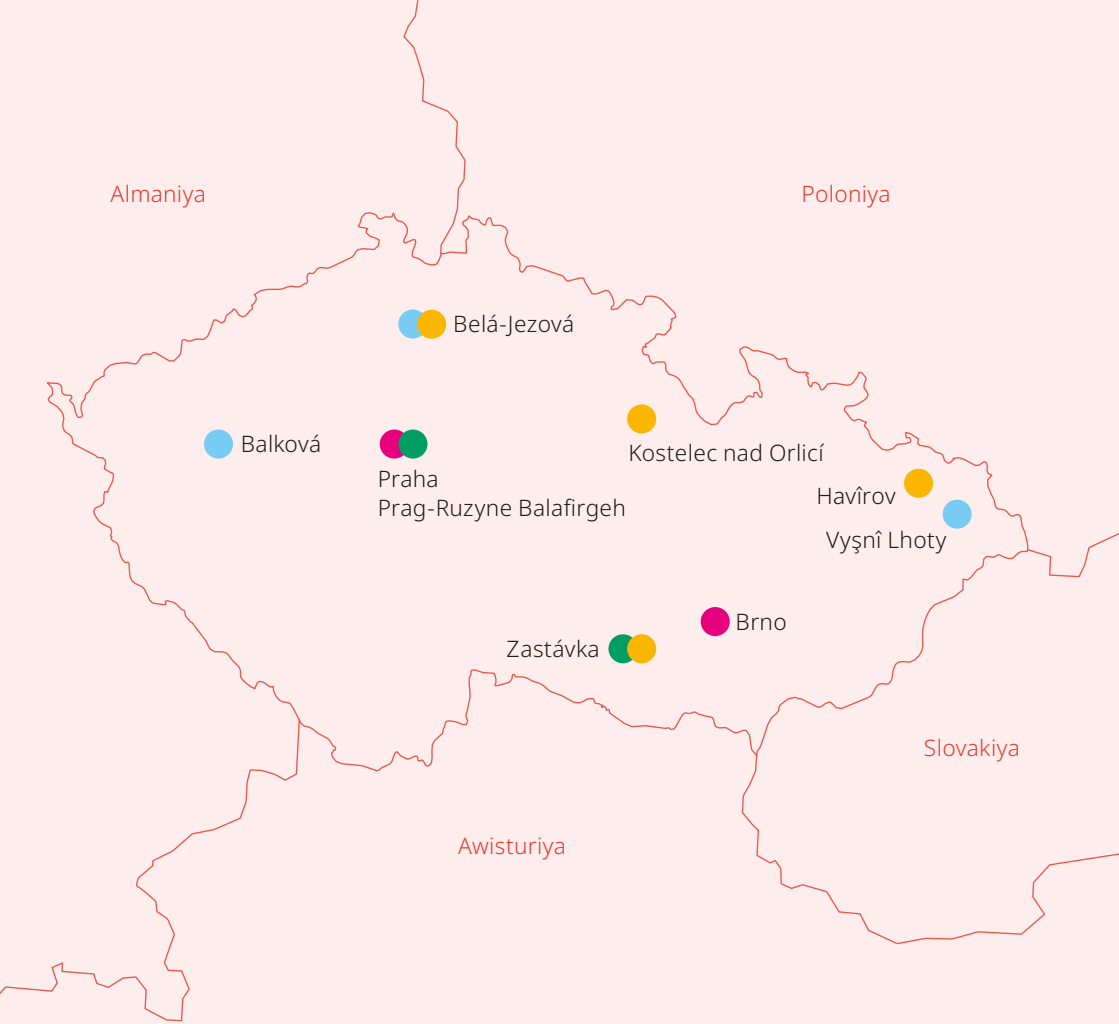 Almaniya
Poloniya
Belá-Jezová
Balková
Praha
Prag-Ruzyne Balafirgeh
Kostelec nad Orlicí
Havîrov
Vyşnî Lhoty
Brno
Zastávka
Slovakiya
Awisturiya